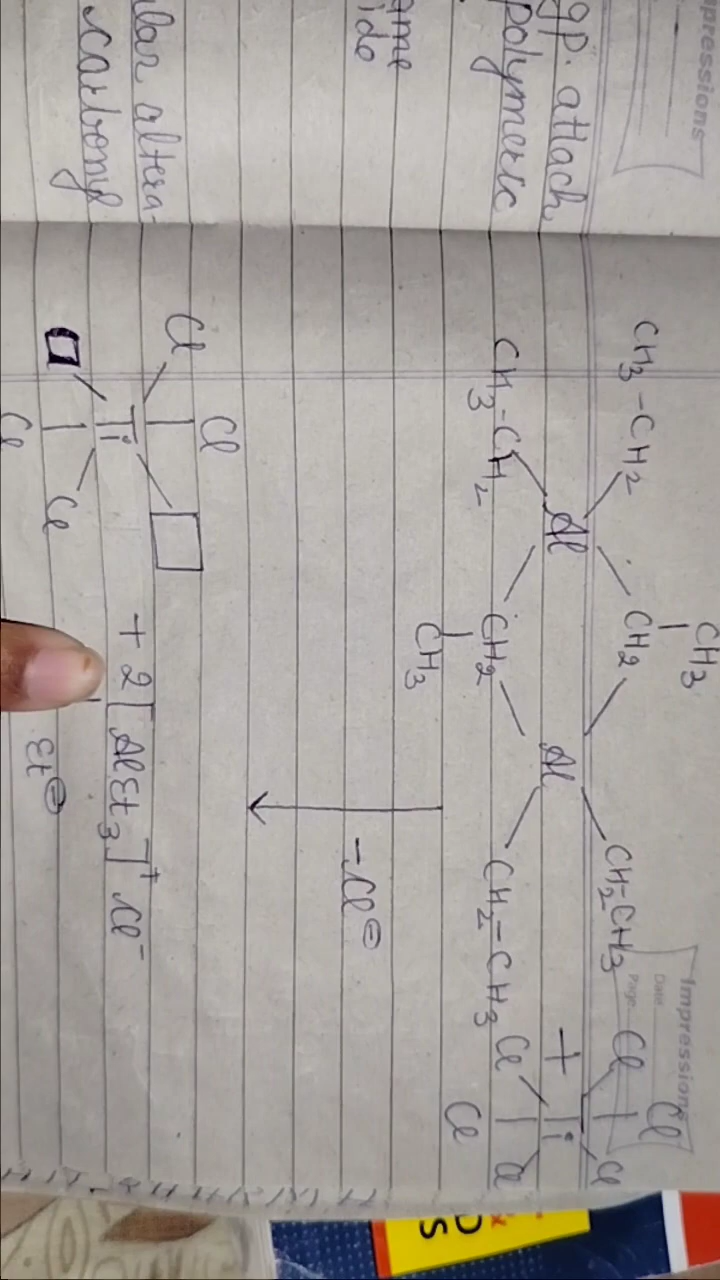 Impressions
Date
Page
mpressions
gp. attach
polymeric
ame
ide
lar altera-
carbonyl
CH3
CH3-CH2 CH2 CH2-CH3 Cl Cl
Al Al + Ti Cl
CH3-CH2 CH2 CH2-CH3 Cl Cl
CH3 Cl
-Cl⊖
Cl Cl
Ti + 2[AlEt3]+ Cl-
Cl Et⊖
Cl